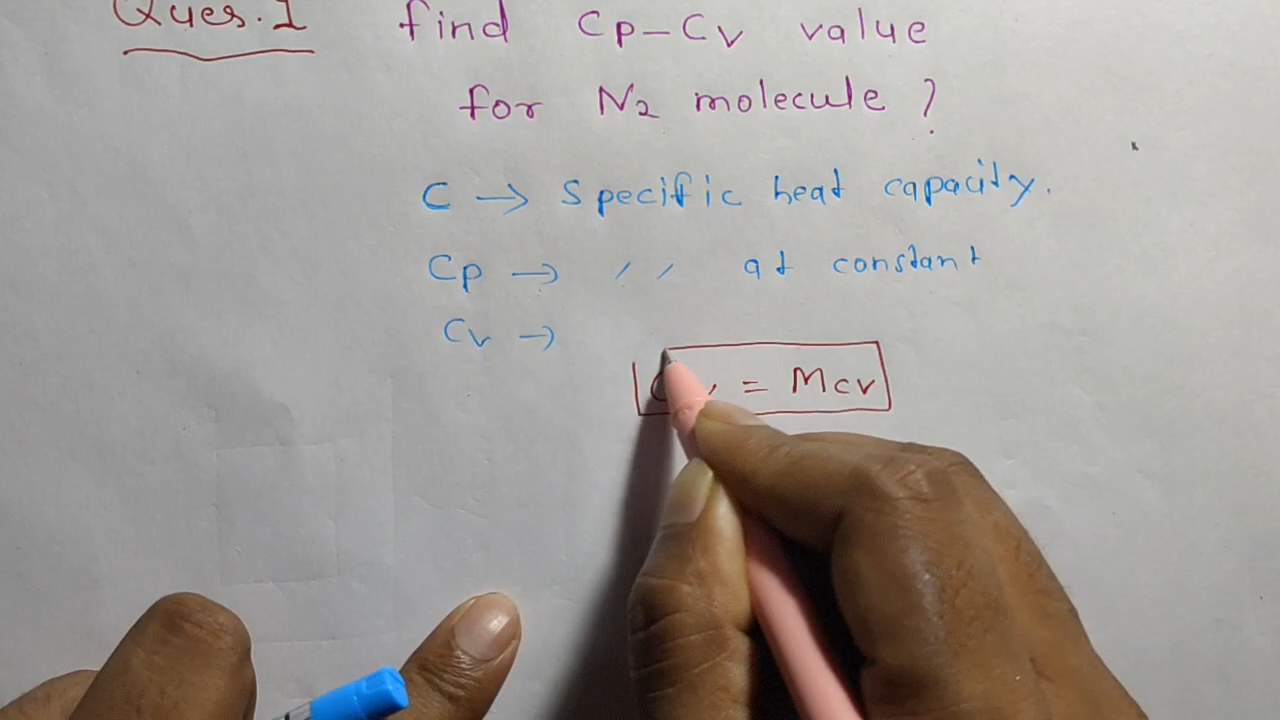 Ques.1 find Cp-Cv value
for N2 molecule ?
C → Specific heat capacity.
Cp → ′ ′ at constant
Cv →
= Mcv